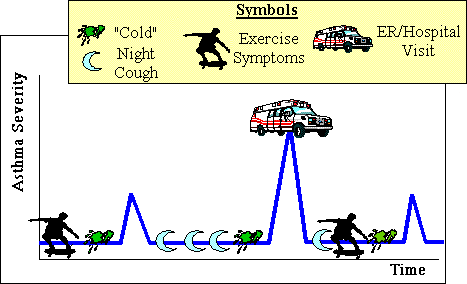 Symbols
"Cold"
Night
Cough
Exercise
Symptoms
ER/Hospital
Visit
Asthma Severity
Time